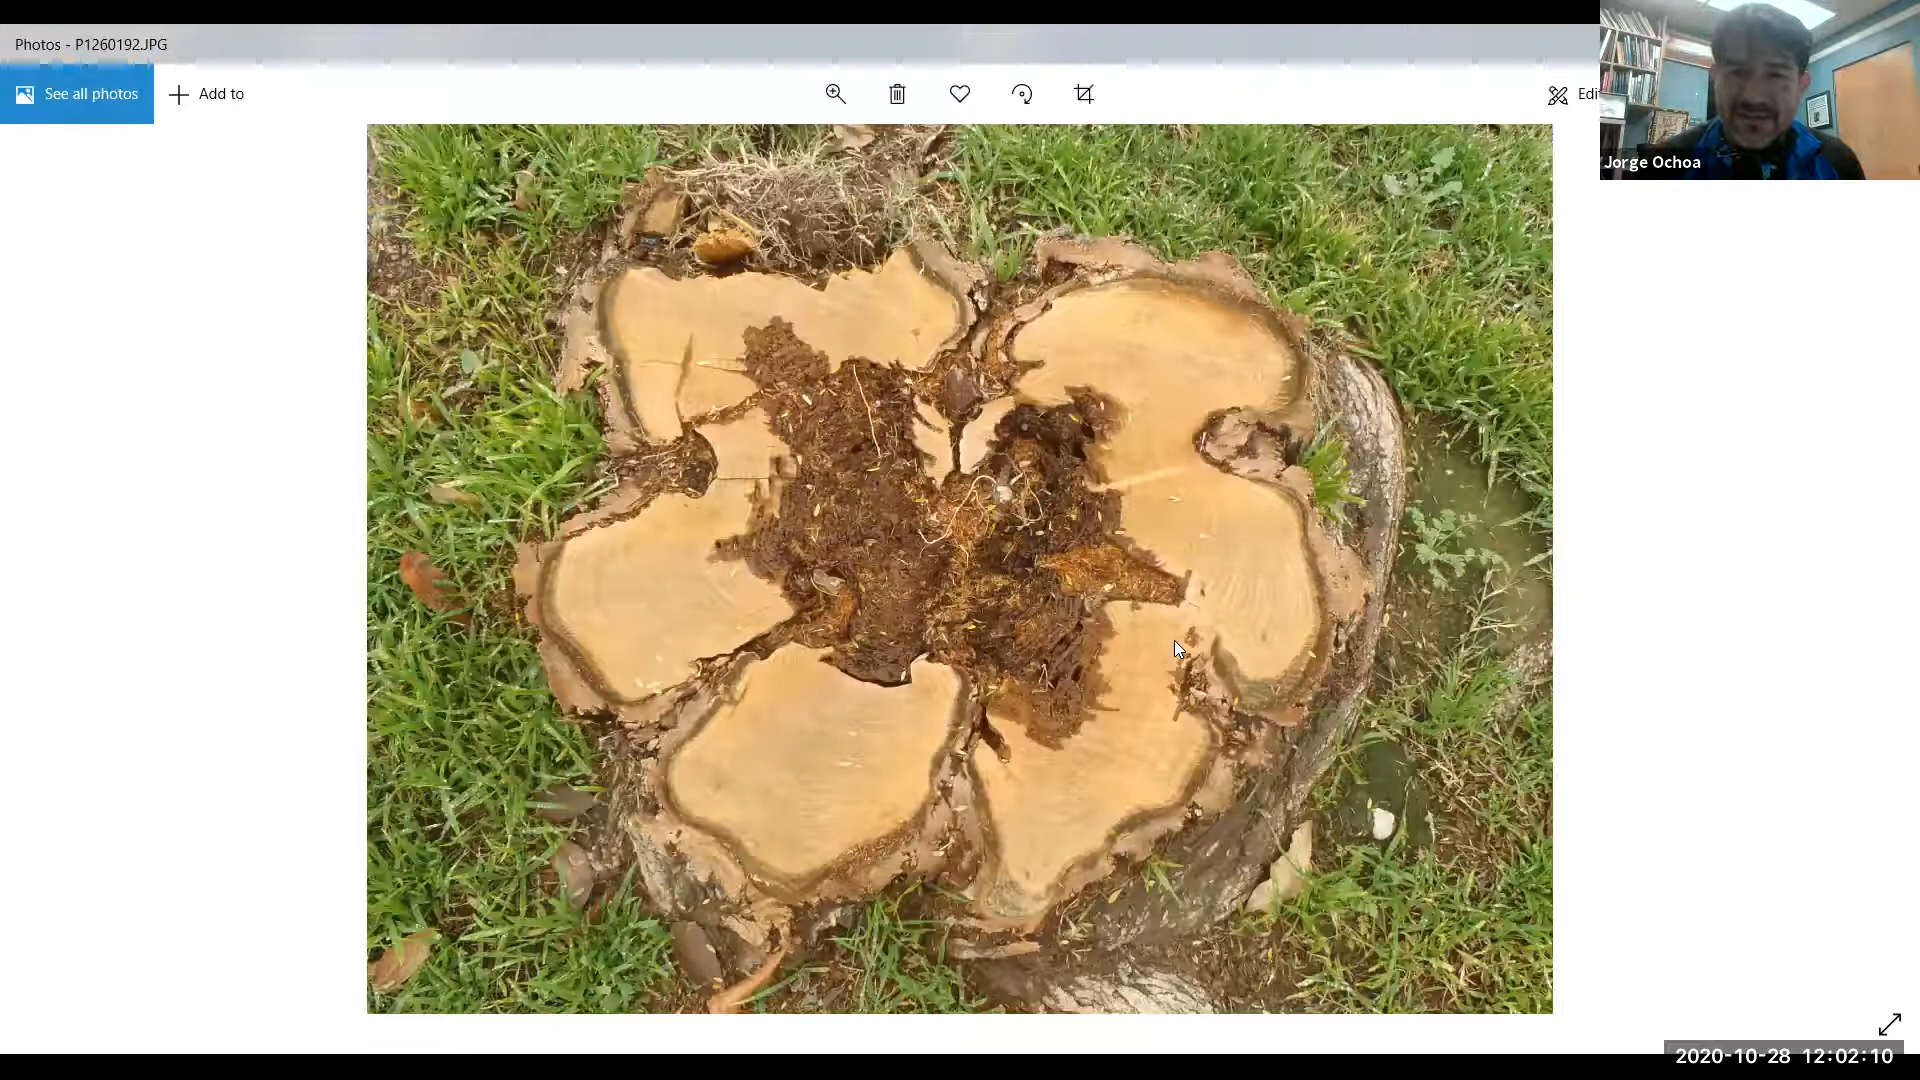 Photos - P1260192.JPG
See all photos
Add to
Edi
Jorge Ochoa
2020-10-28 12:02:10